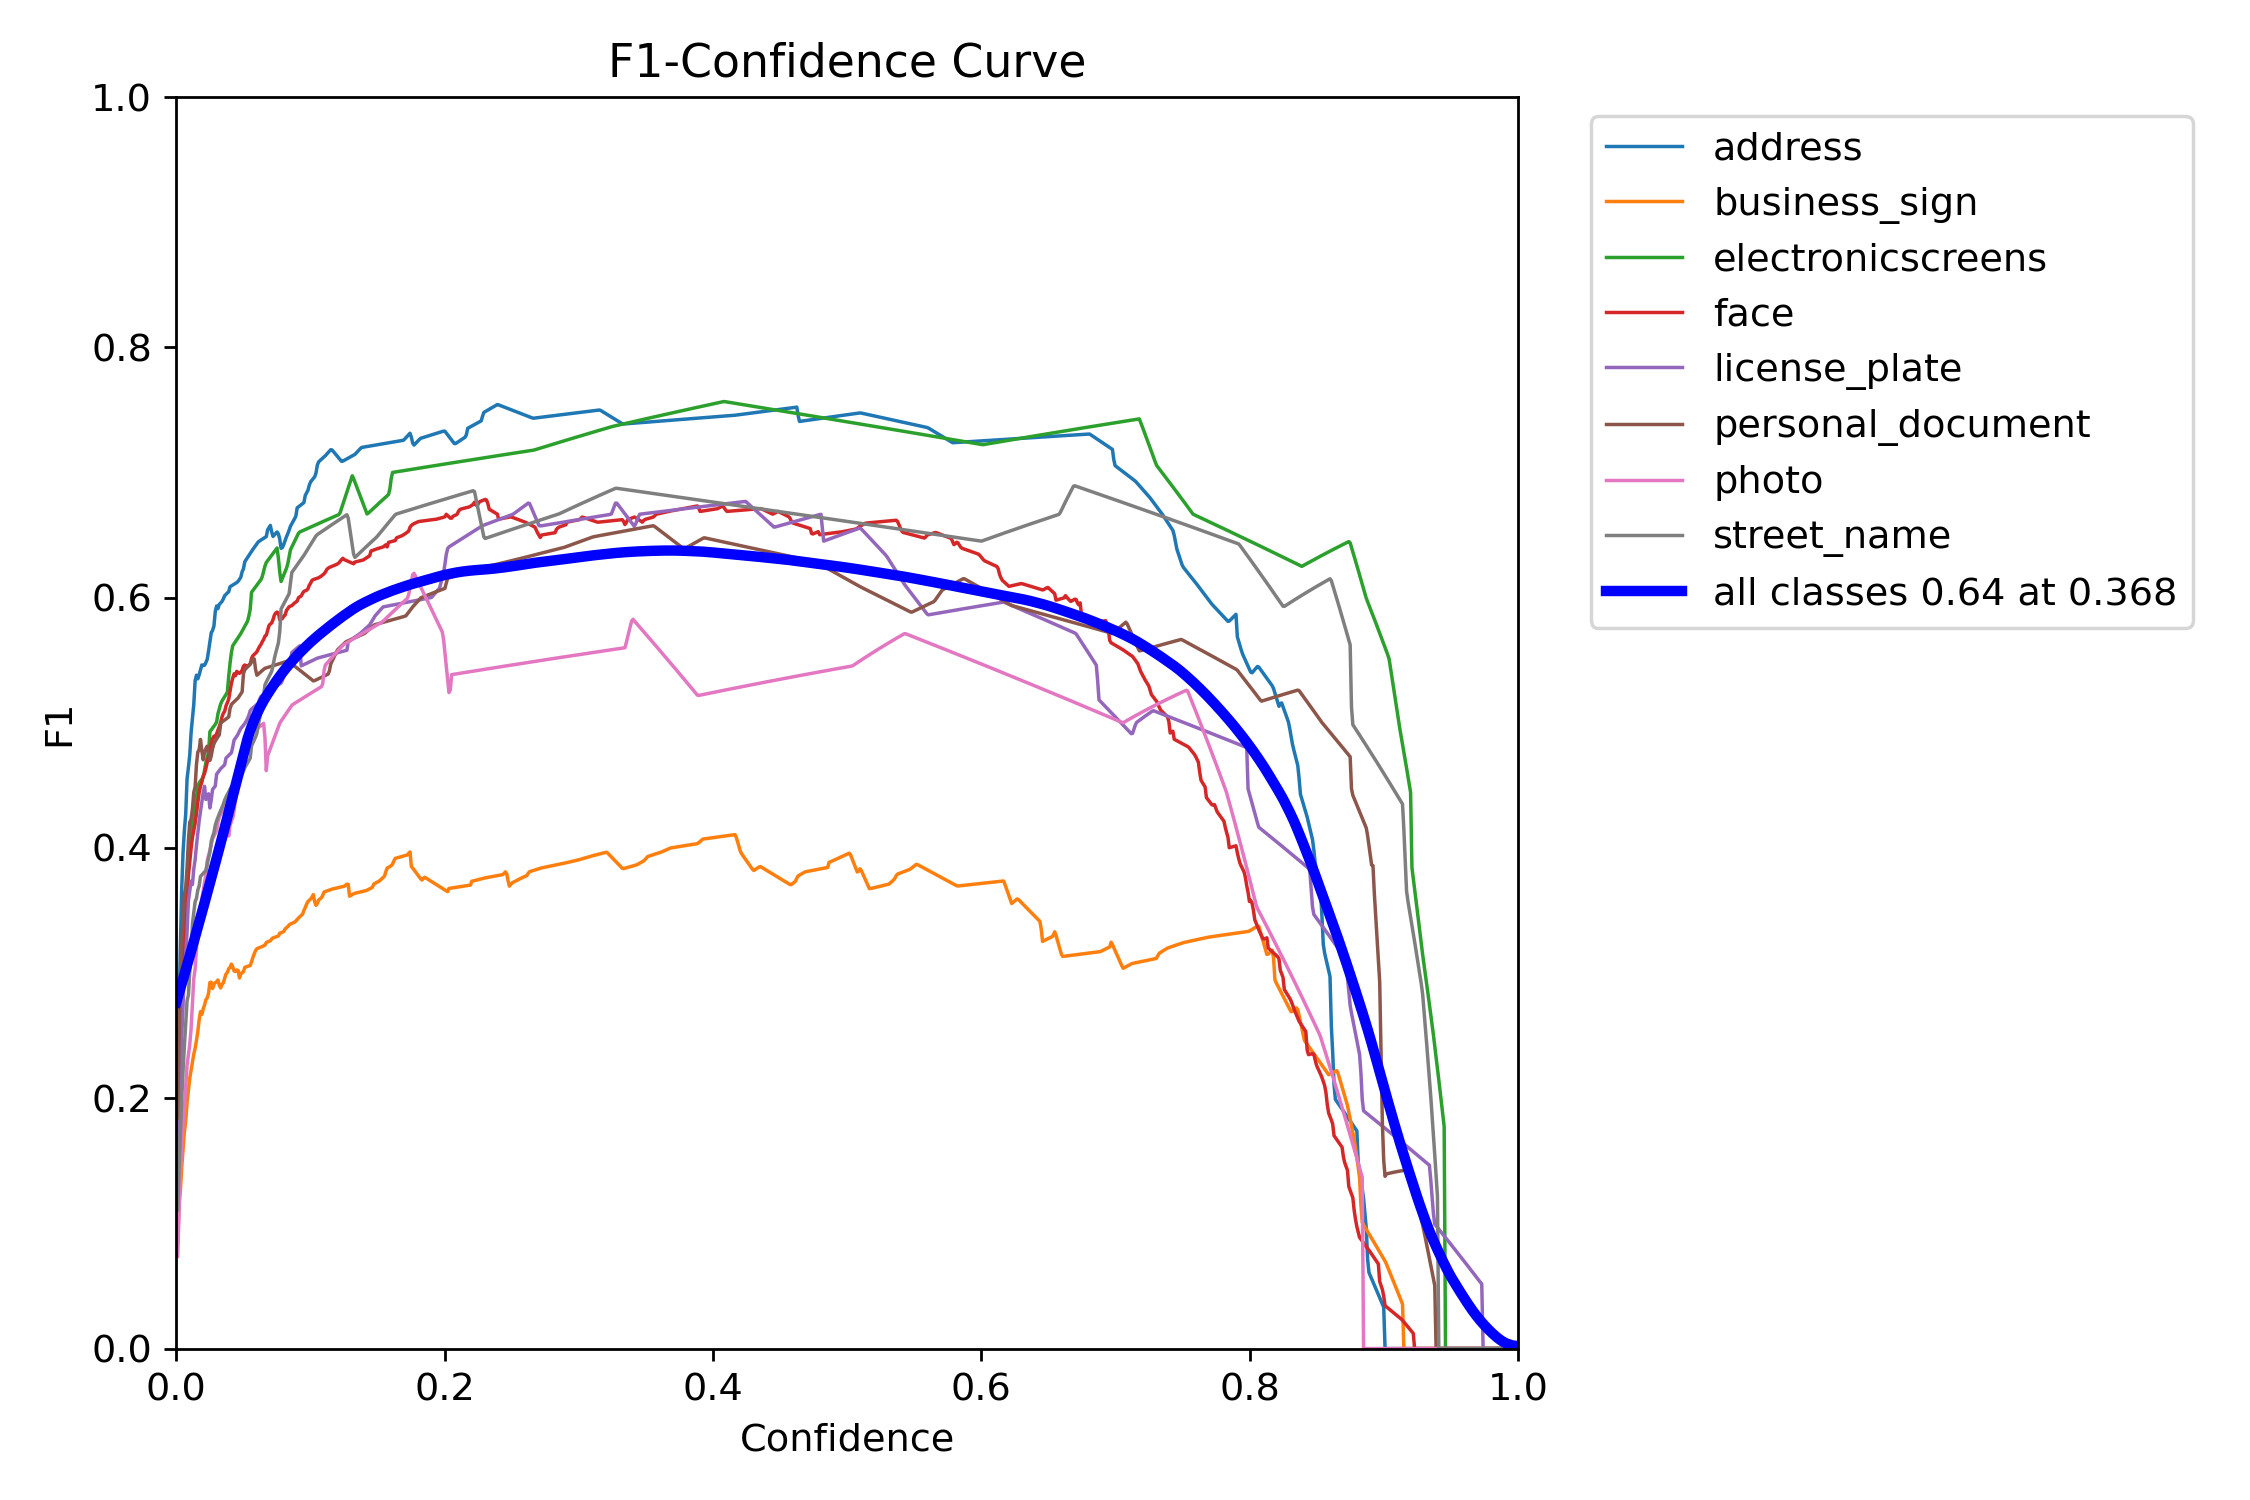 F1-Confidence Curve
1.0
0.8
0.6
0.4
0.2
0.0
F1
0.0 0.2 0.4 0.6 0.8 1.0
Confidence
address
business_sign
electronicscreens
face
license_plate
personal_document
photo
street_name
all classes 0.64 at 0.368